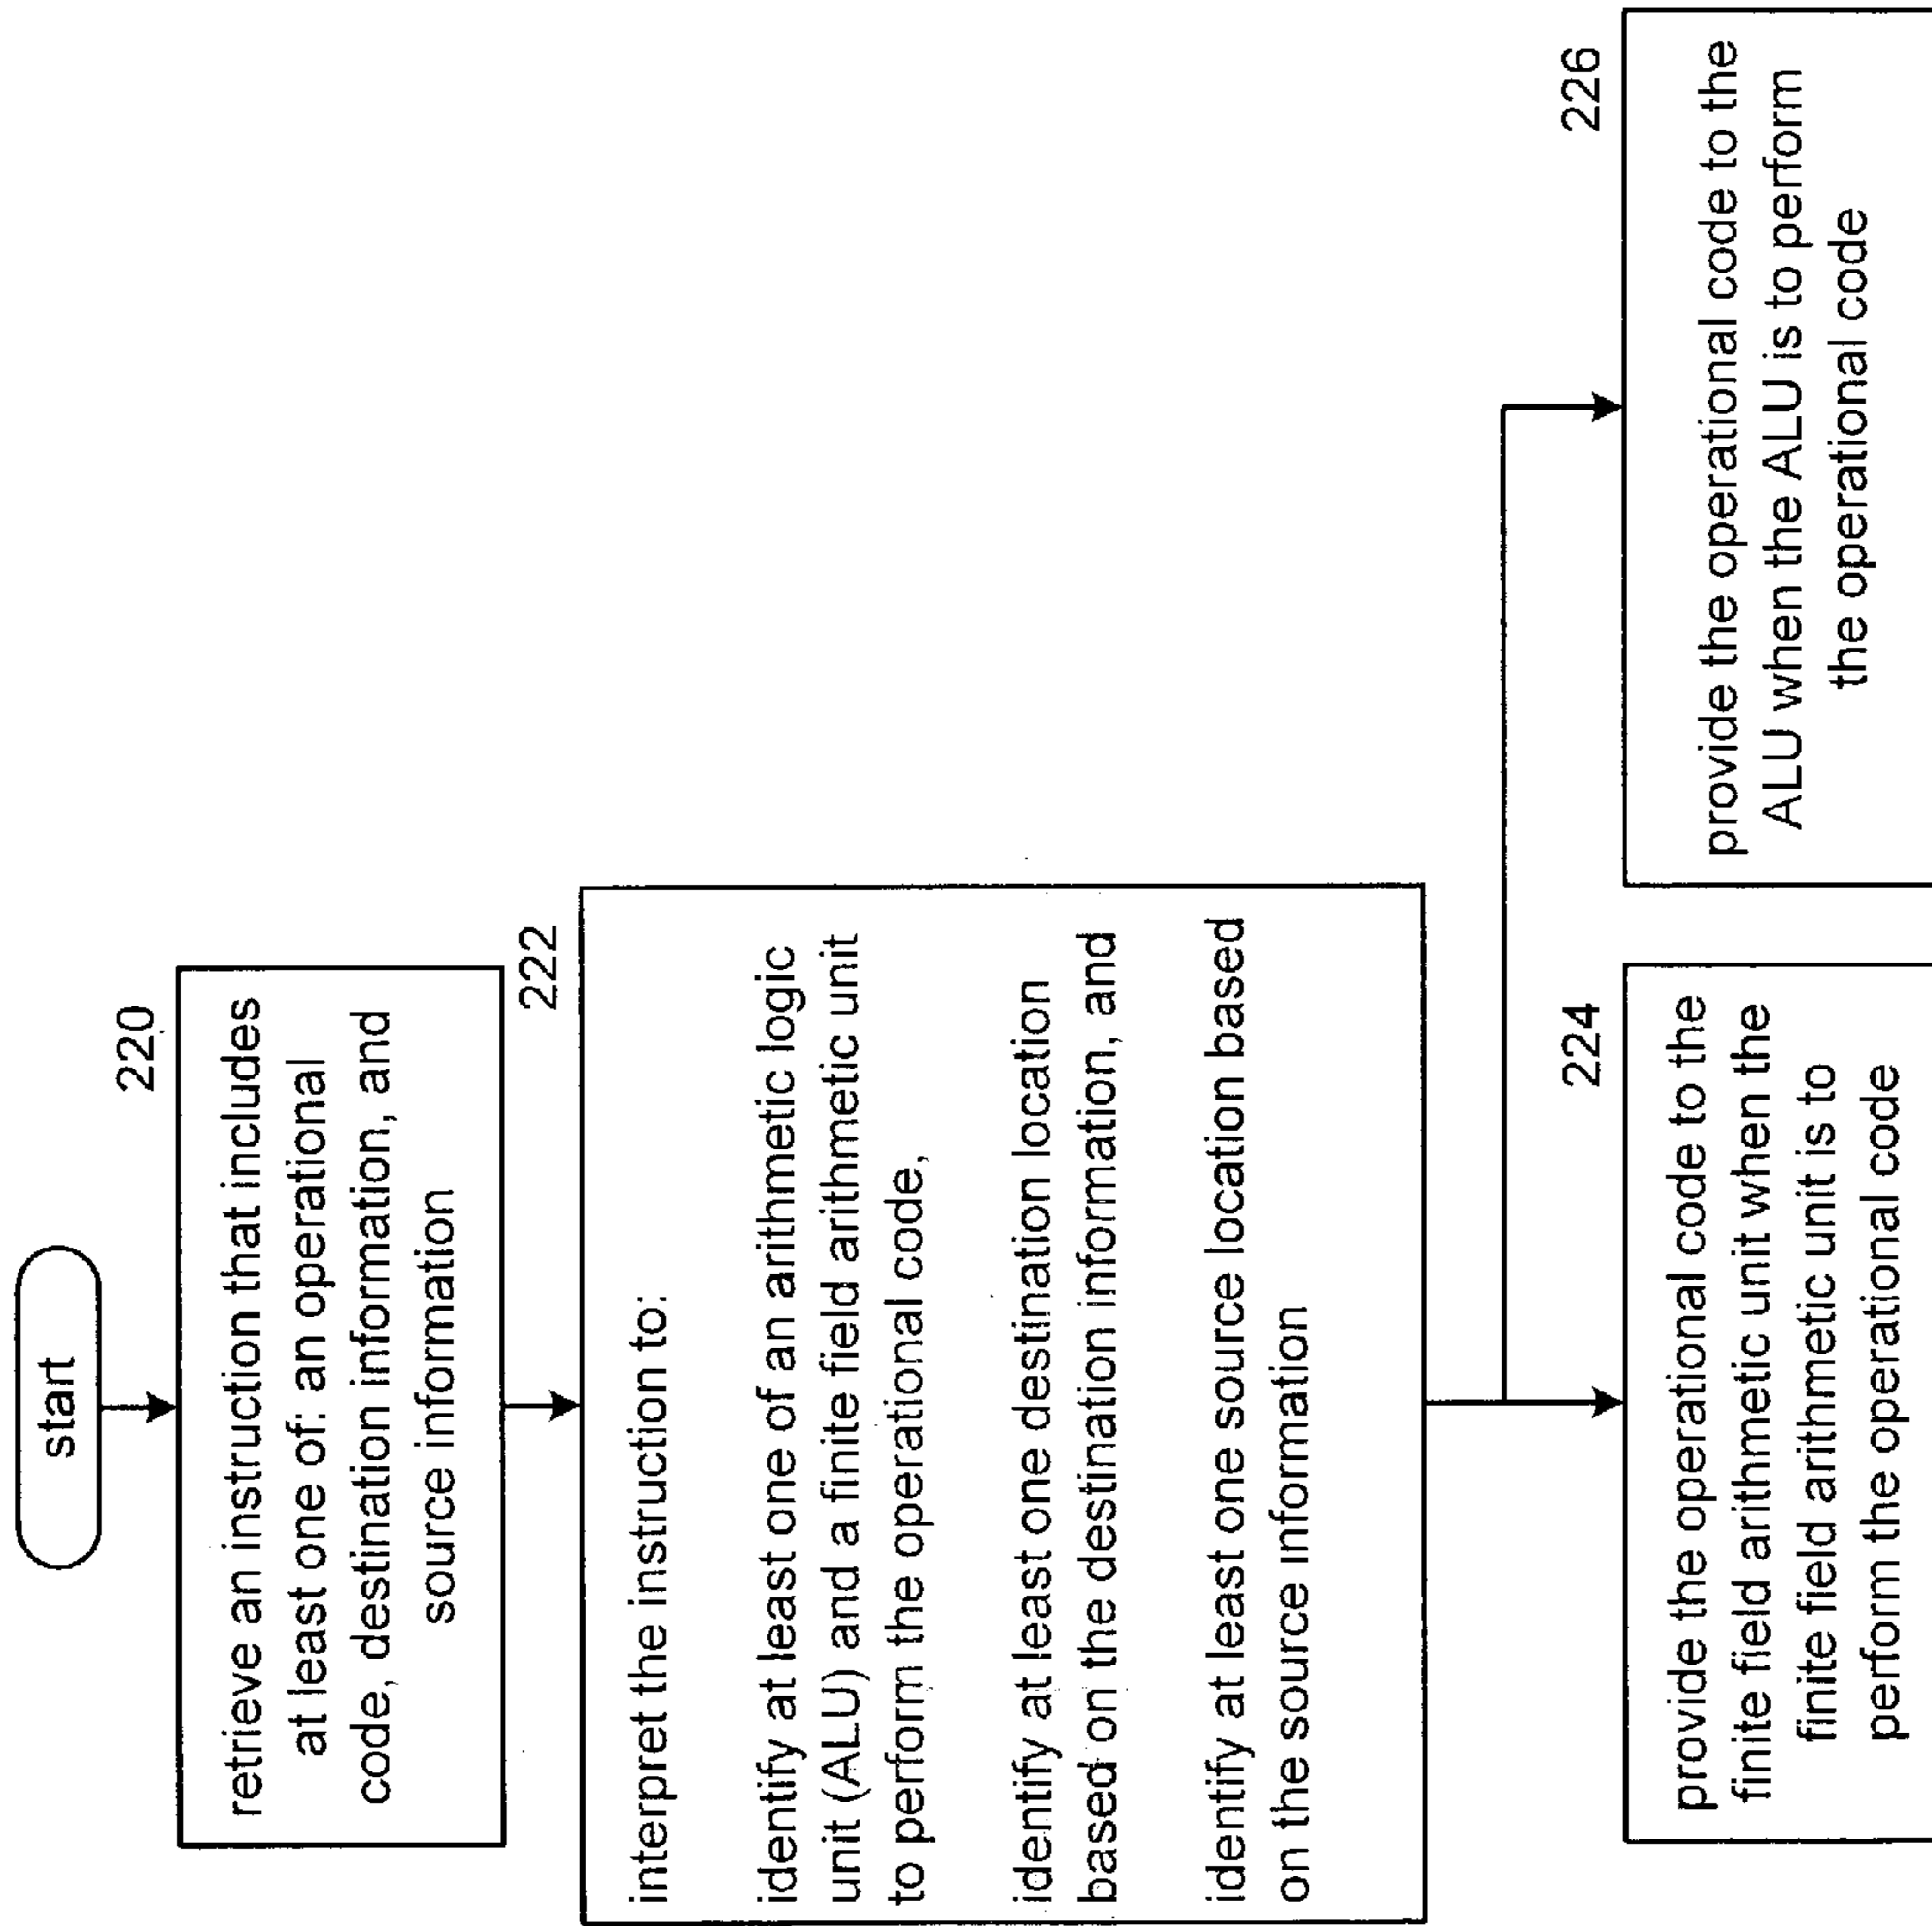 start
220
retrieve an instruction that includes
at least one of: an operational
code, destination information, and
source information
222
interpret the instruction to:
identify at least one of an arithmetic logic
unit (ALU) and a finite field arithmetic unit
to perform the operational code,
identify at least one destination location
based on the destination information, and
identify at least one source location based
on the source information
224
provide the operational code to the
finite field arithmetic unit when the
finite field arithmetic unit is to
perform the operational code
226
provide the operational code to the
ALU when the ALU is to perform
the operational code